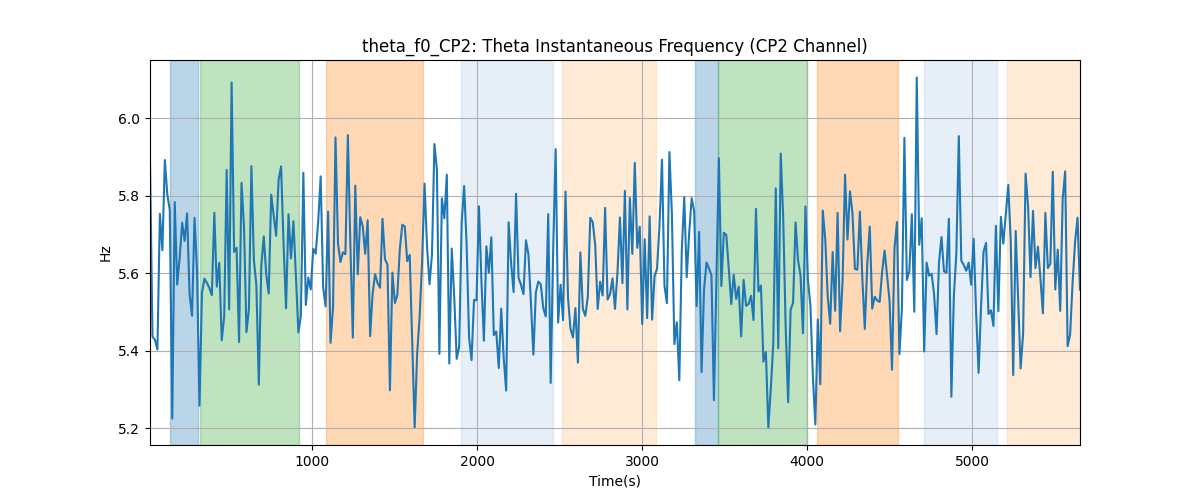 theta_f0_CP2: Theta Instantaneous Frequency (CP2 Channel)
Hz
6.0
5.8
5.6
5.4
5.2
1000 2000 3000 4000 5000
Time(s)